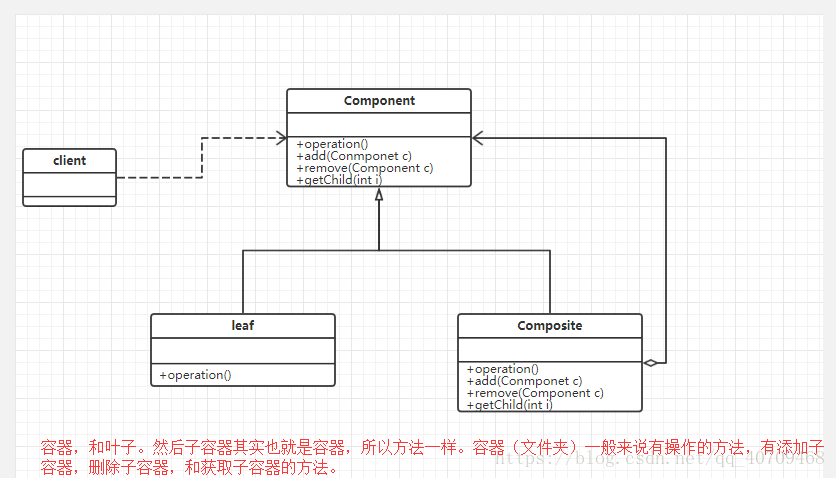 Component
+operation()
+add(Conmponet c)
+remove(Component c)
+getChild(int i)
client
leaf
+operation()
Composite
+operation()
+add(Conmponet c)
+remove(Component c)
+getChild(int i)
容器，和叶子。然后子容器其实也就是容器，所以方法一样。容器（文件夹）一般来说有操作的方法，有添加子
容器，删除子容器，和获取子容器的方法。
https://blog.csdn.net/qq_40709468